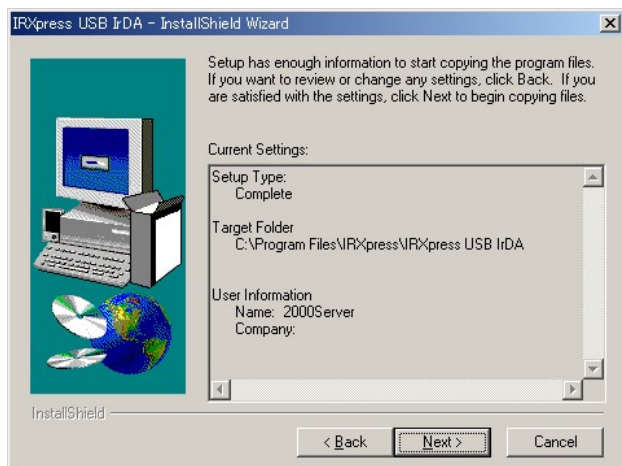 IRXpress USB IrDA - InstallShield Wizard
Setup has enough information to start copying the program files.
If you want to review or change any settings, click Back. If you
are satisfied with the settings, click Next to begin copying files.
Current Settings:
Setup Type:
Complete
Target Folder
C:\Program Files\IRXpress\IRXpress USB IrDA
User Information
Name: 2000Server
Company:
InstallShield
< Back
Next >
Cancel